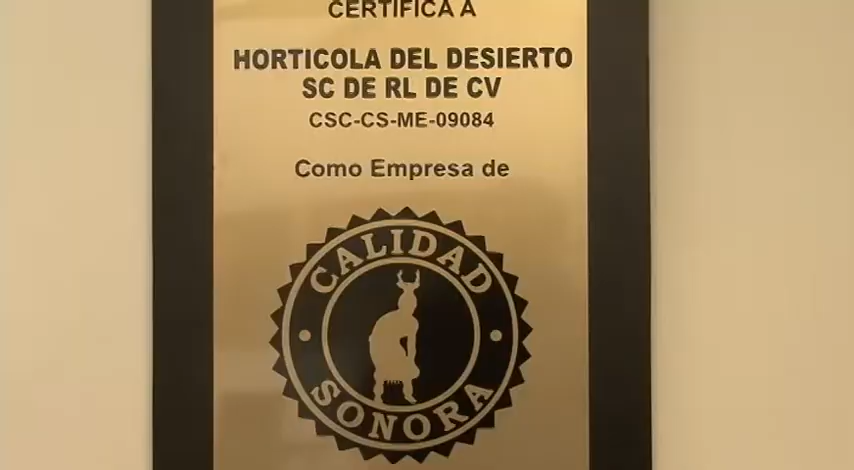 CERTIFICA A
HORTICOLA DEL DESIERTO
SC DE RL DE CV
CSC-CS-ME-09084
Como Empresa de
CALIDAD
SONORA